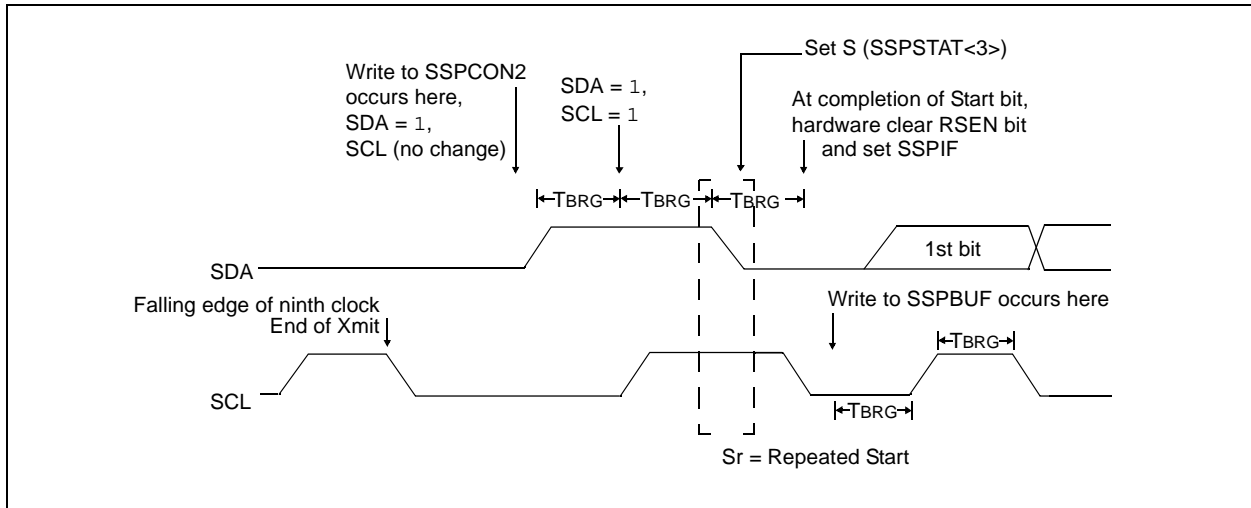 Set S (SSPSTAT<3>)
Write to SSPCON2
occurs here,
SDA = 1,
SCL (no change)
SDA = 1,
SCL = 1
At completion of Start bit,
hardware clear RSEN bit
and set SSPIF
TBRG
TBRG
TBRG
SDA
1st bit
Falling edge of ninth clock
End of Xmit
Write to SSPBUF occurs here
TBRG
SCL
TBRG
Sr = Repeated Start